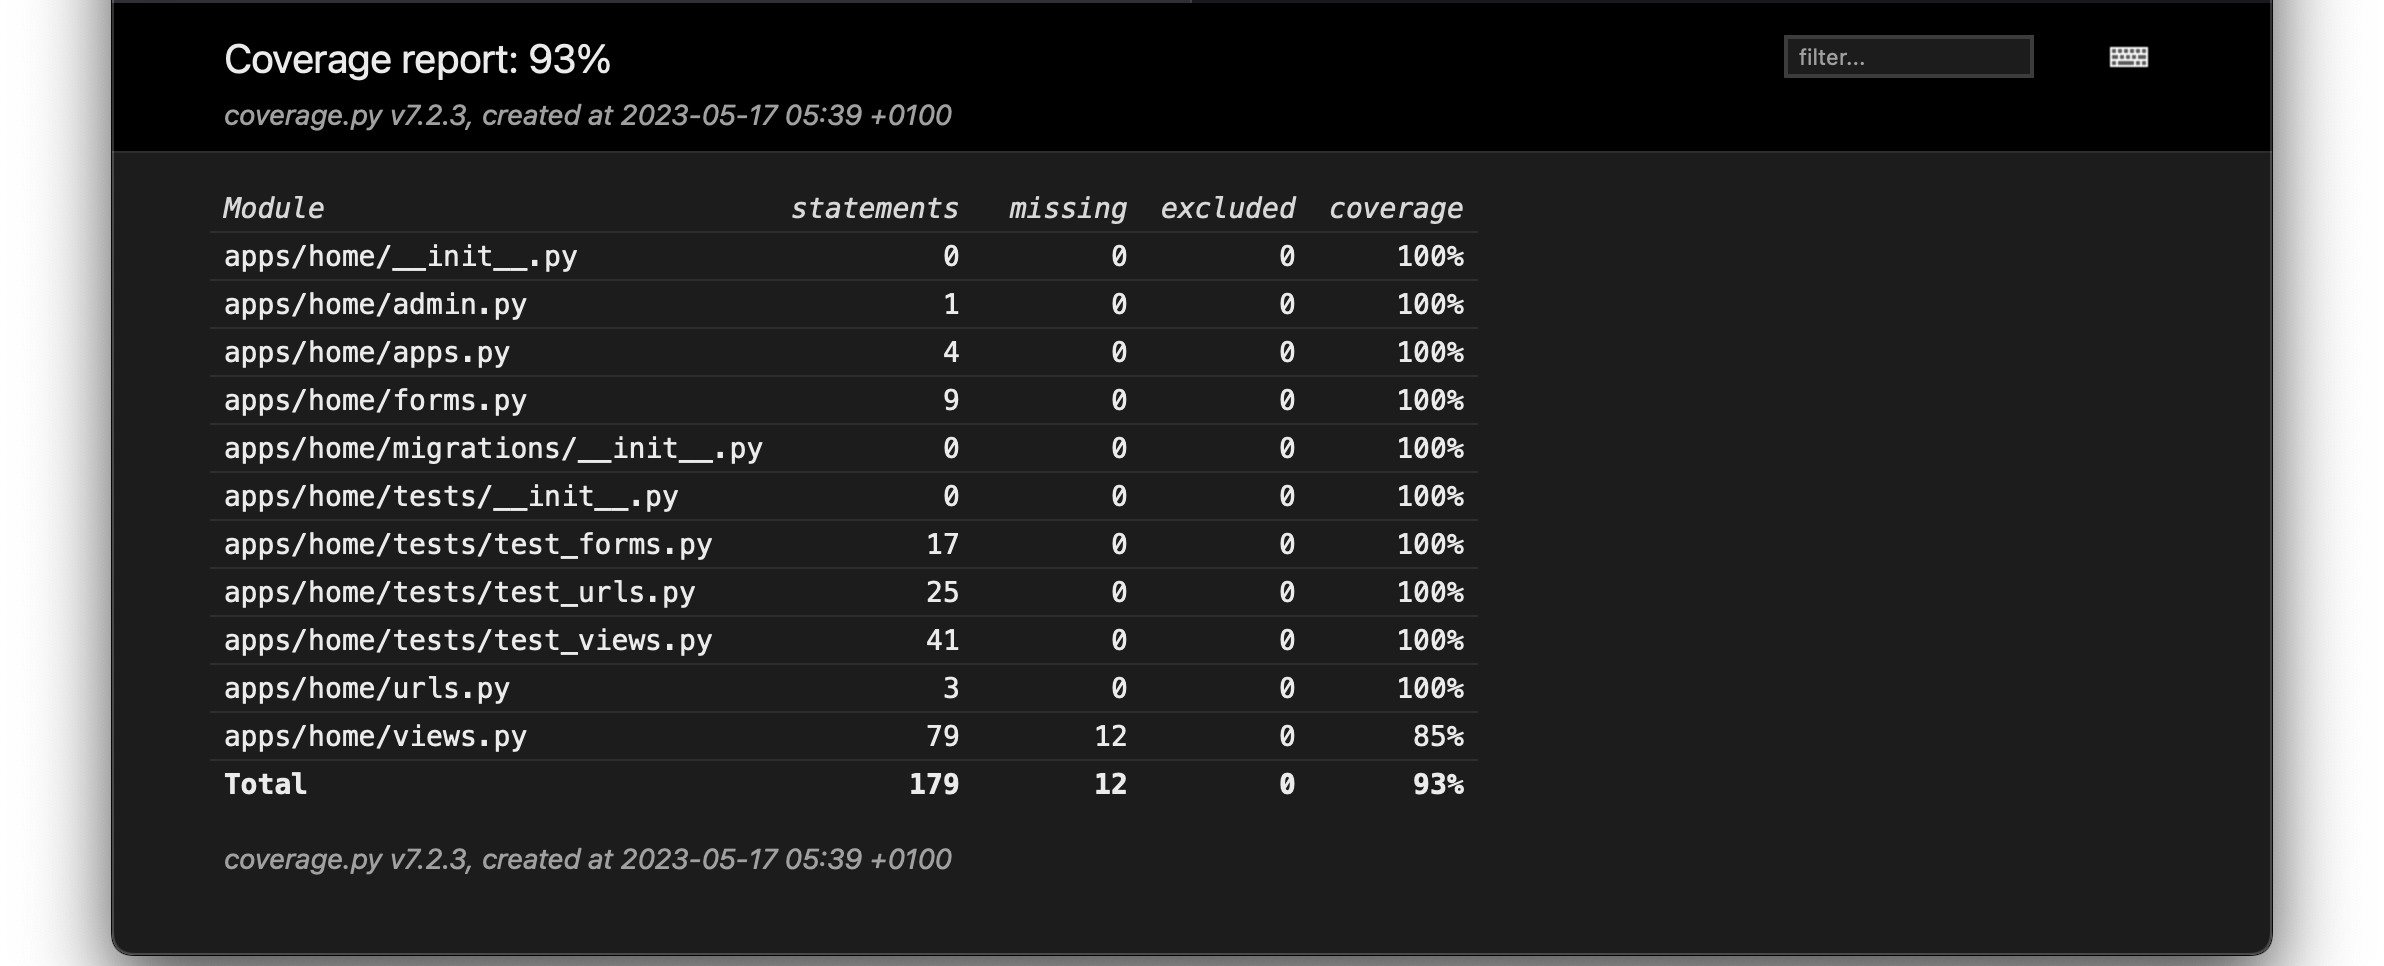 Coverage report: 93%
filter...
coverage.py v7.2.3, created at 2023-05-17 05:39 +0100
Module statements missing excluded coverage
apps/home/__init__.py 0 0 0 100%
apps/home/admin.py 1 0 0 100%
apps/home/apps.py 4 0 0 100%
apps/home/forms.py 9 0 0 100%
apps/home/migrations/__init__.py 0 0 0 100%
apps/home/tests/__init__.py 0 0 0 100%
apps/home/tests/test_forms.py 17 0 0 100%
apps/home/tests/test_urls.py 25 0 0 100%
apps/home/tests/test_views.py 41 0 0 100%
apps/home/urls.py 3 0 0 100%
apps/home/views.py 79 12 0 85%
Total 179 12 0 93%
coverage.py v7.2.3, created at 2023-05-17 05:39 +0100